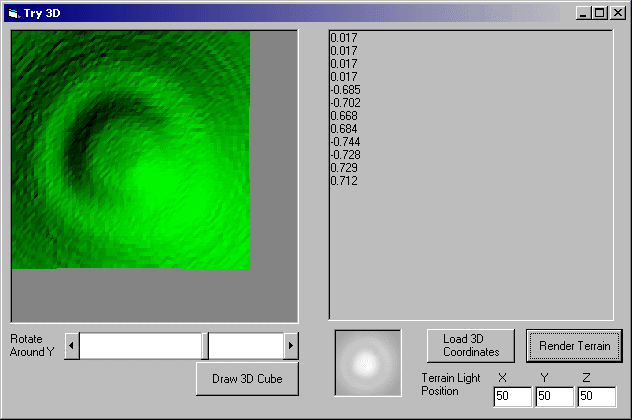 Try 3D
0.017
0.017
0.017
0.017
-0.685
-0.702
0.668
0.684
-0.744
-0.728
0.729
0.712
Rotate
Around Y
Draw 3D Cube
Load 3D
Coordinates
Render Terrain
Terrain Light
Position
X Y Z
50 50 50